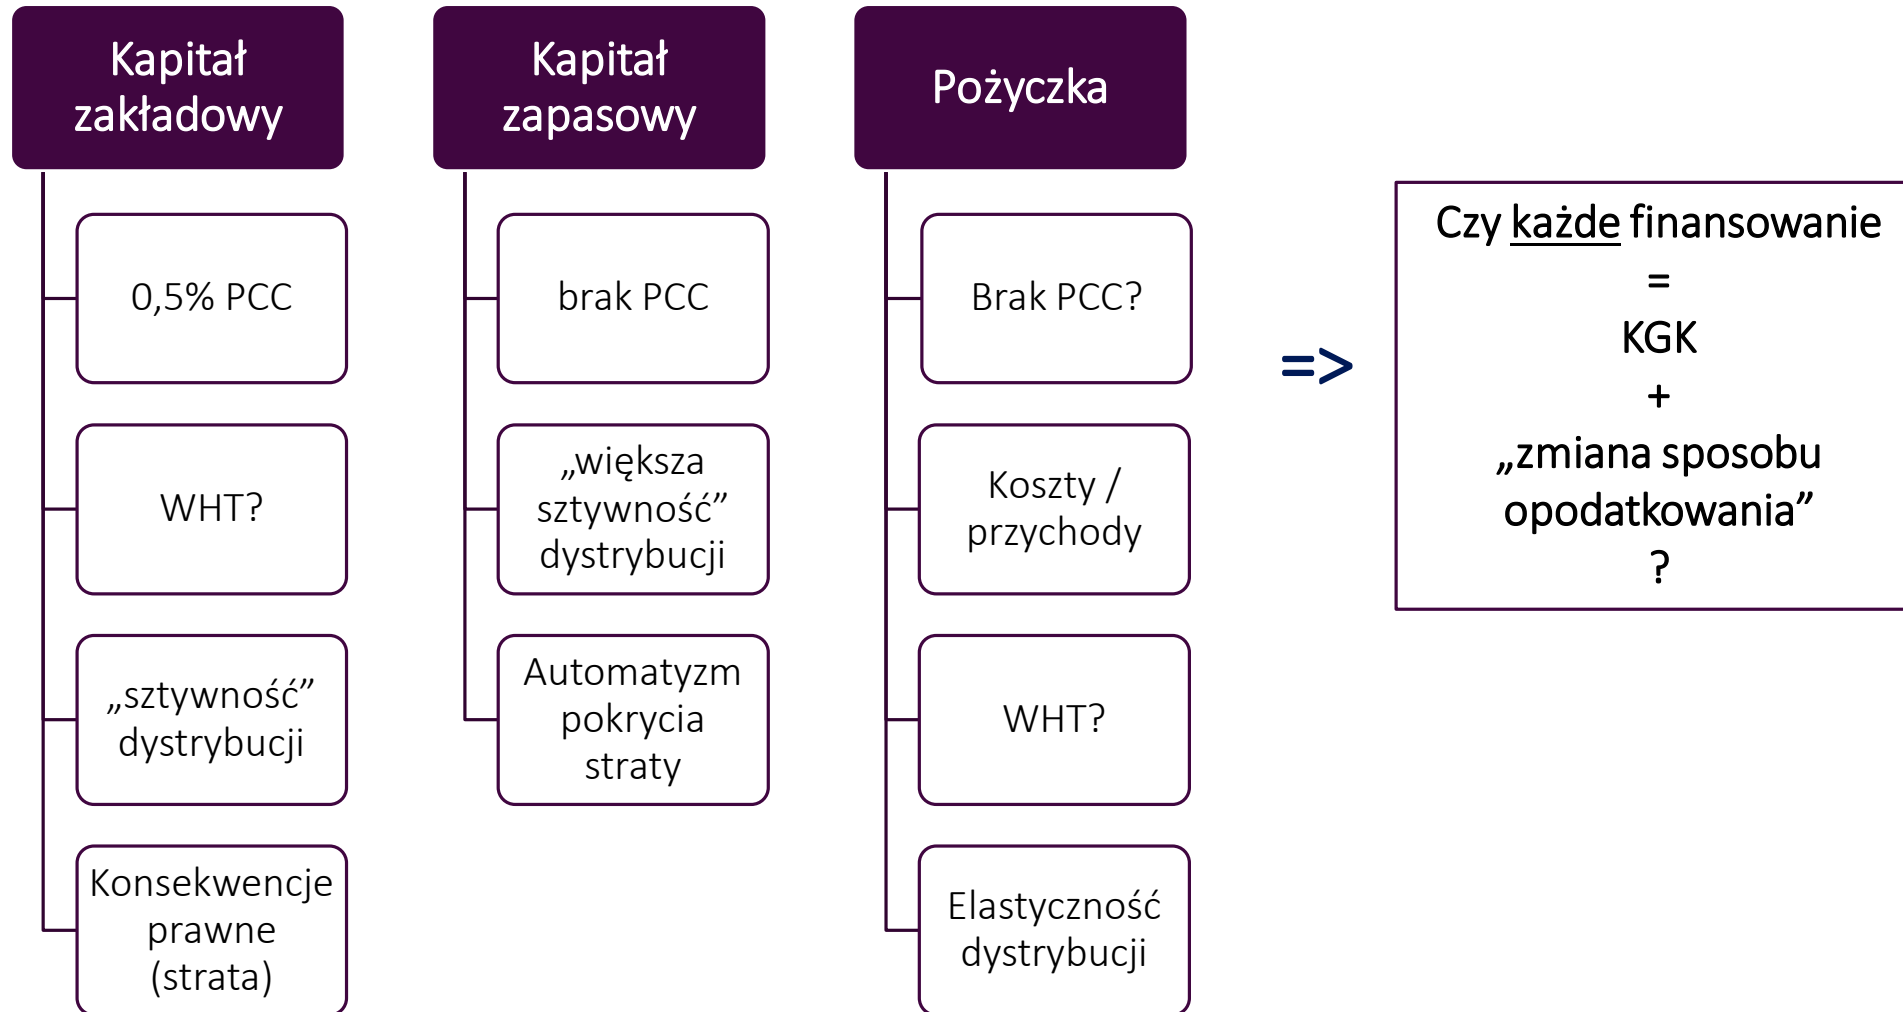 Kapitał
zakładowy
0,5% PCC
WHT?
„sztywność”
dystrybucji
Konsekwencje
prawne
(strata)
Kapitał
zapasowy
brak PCC
„większa
sztywność”
dystrybucji
Automatyzm
pokrycia
straty
Pożyczka
Brak PCC?
Koszty /
przychody
WHT?
Elastyczność
dystrybucji
=>
Czy każde finansowanie
=
KGK
+
„zmiana sposobu
opodatkowania”
?